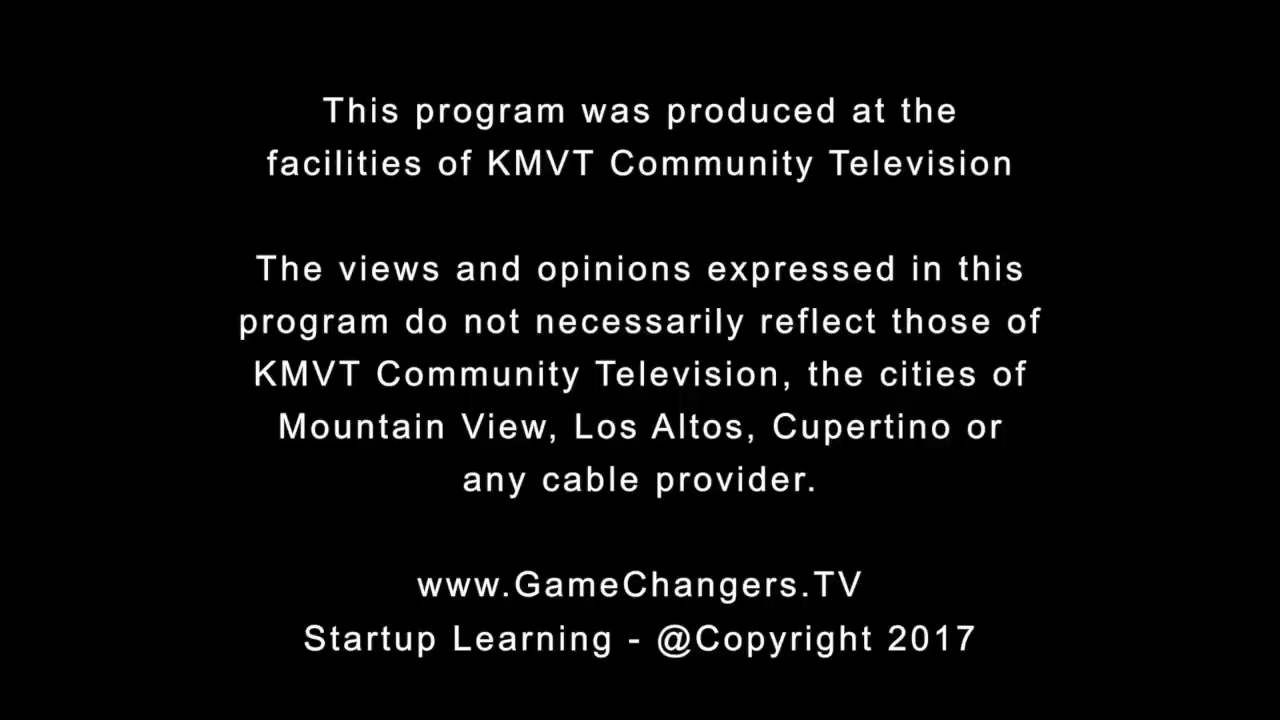 This program was produced at the
facilities of KMVT Community Television
The views and opinions expressed in this
program do not necessarily reflect those of
KMVT Community Television, the cities of
Mountain View, Los Altos, Cupertino or
any cable provider.
www.GameChangers.TV
Startup Learning - @Copyright 2017